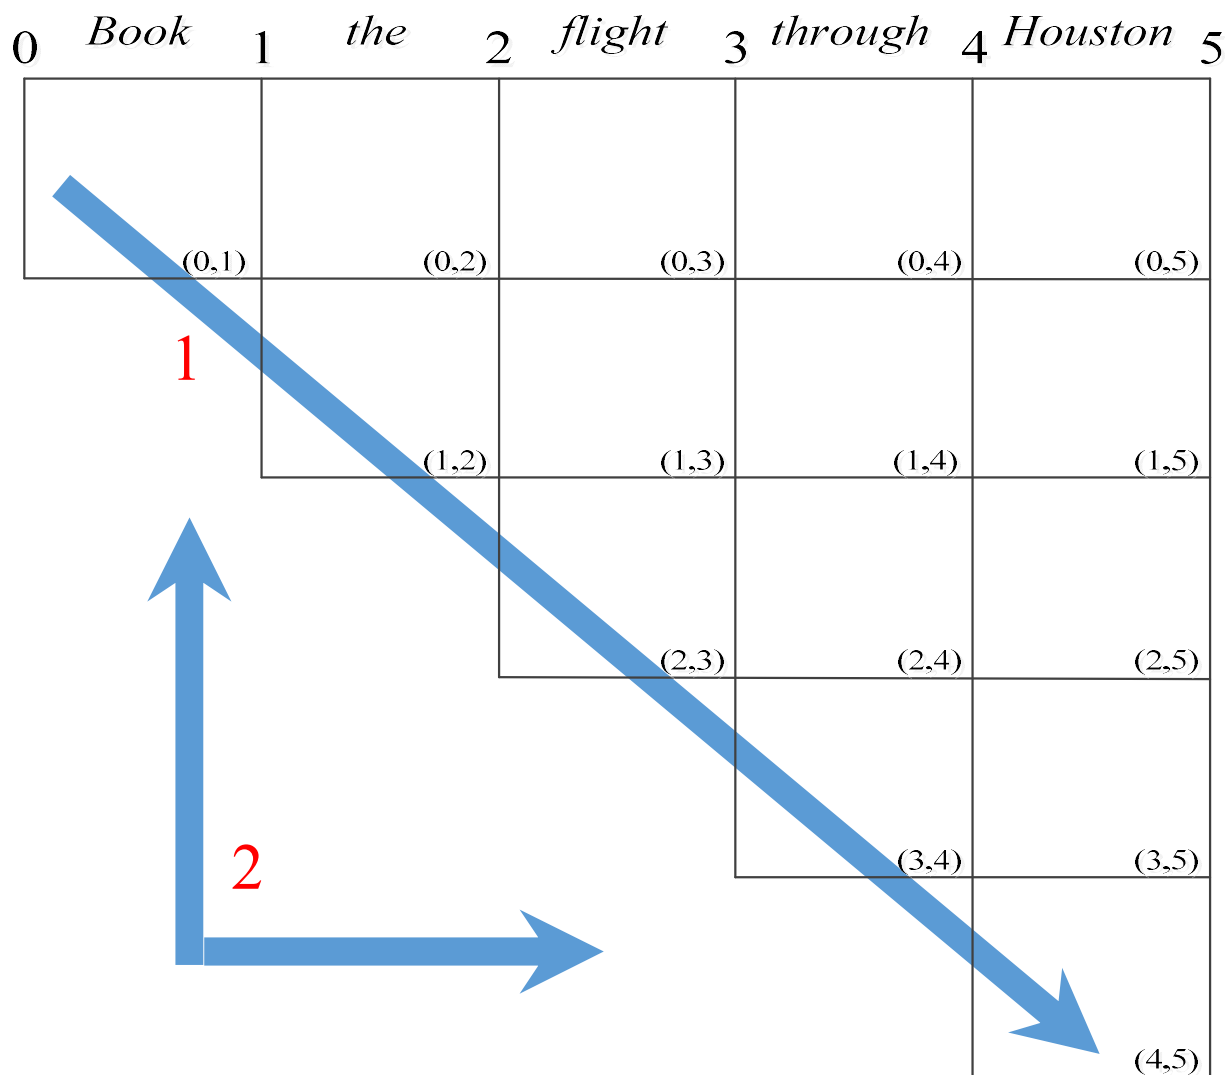 0 Book 1 the 2 flight 3 through 4 Houston 5
(0,1) (0,2) (0,3) (0,4) (0,5)
1
(1,2) (1,3) (1,4) (1,5)
(2,3) (2,4) (2,5)
2
(3,4) (3,5)
(4,5)